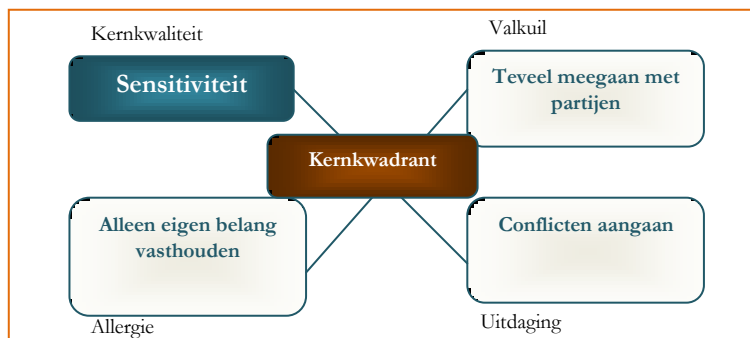 Kernkwaliteit
Valkuil
Sensitiviteit
Teveel meegaan met
partijen
Kernkwadrant
Alleen eigen belang
vasthouden
Conflicten aangaan
Allergie
Uitdaging